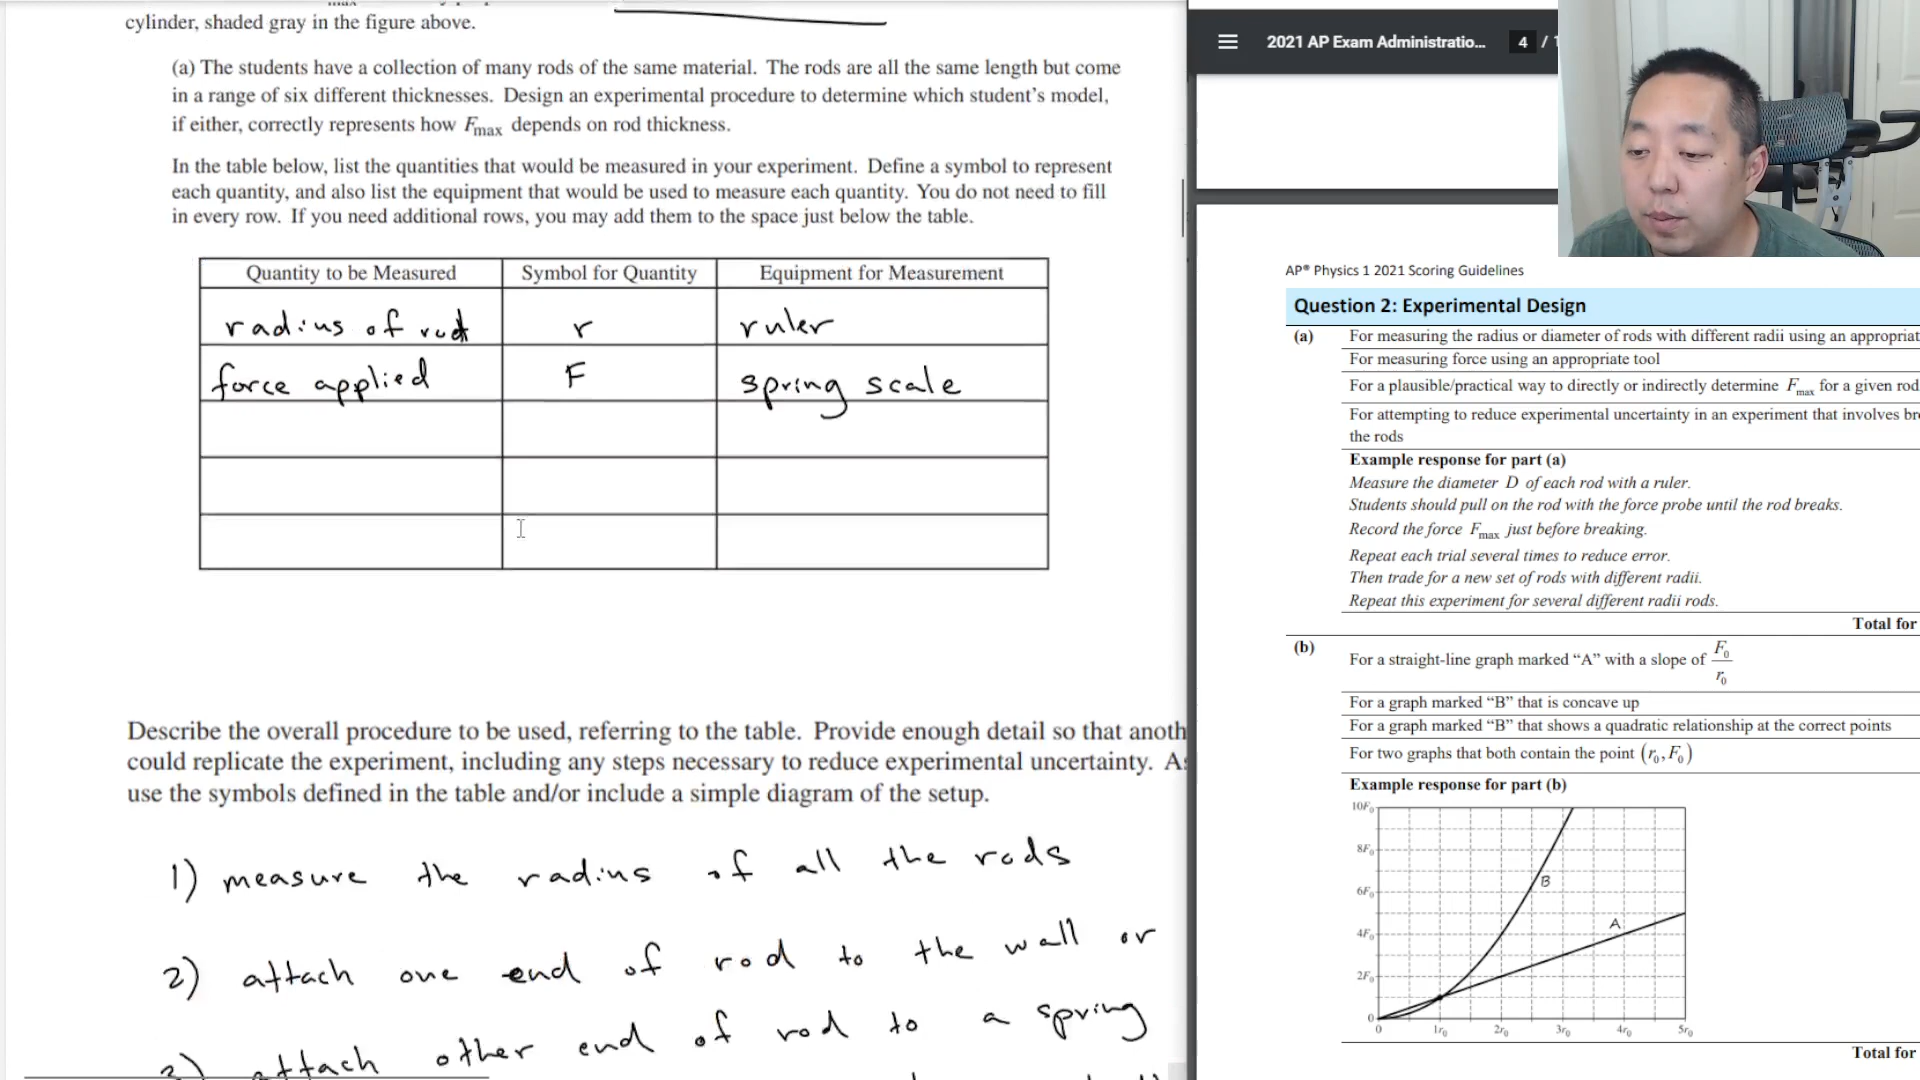 cylinder, shaded gray in the figure above.
(a) The students have a collection of many rods of the same material. The rods are all the same length but come
in a range of six different thicknesses. Design an experimental procedure to determine which student's model,
if either, correctly represents how Fmax depends on rod thickness.
In the table below, list the quantities that would be measured in your experiment. Define a symbol to represent
each quantity, and also list the equipment that would be used to measure each quantity. You do not need to fill
in every row. If you need additional rows, you may add them to the space just below the table.
Quantity to be Measured Symbol for Quantity Equipment for Measurement
radius of rod r ruler
force applied F spring scale
Describe the overall procedure to be used, referring to the table. Provide enough detail so that anoth
could replicate the experiment, including any steps necessary to reduce experimental uncertainty. As
use the symbols defined in the table and/or include a simple diagram of the setup.
1) measure the radius of all the rods
2) attach one end of rod to the wall or
3) attach other end of rod to a spring
2021 AP Exam Administratio... 4 / 1
AP® Physics 1 2021 Scoring Guidelines
Question 2: Experimental Design
(a) For measuring the radius or diameter of rods with different radii using an appropriat
For measuring force using an appropriate tool
For a plausible/practical way to directly or indirectly determine Fmax for a given rod
For attempting to reduce experimental uncertainty in an experiment that involves bre
the rods
Example response for part (a)
Measure the diameter D of each rod with a ruler.
Students should pull on the rod with the force probe until the rod breaks.
Record the force Fmax just before breaking.
Repeat each trial several times to reduce error.
Then trade for a new set of rods with different radii.
Repeat this experiment for several different radii rods.
Total for
(b) For a straight-line graph marked “A” with a slope of F0/r0
For a graph marked “B” that is concave up
For a graph marked “B” that shows a quadratic relationship at the correct points
For two graphs that both contain the point (r0, F0)
Example response for part (b)
10F0
8F0
B
6F0
A
4F0
2F0
0
0 1r0 2r0 3r0 4r0 5r0
Total for